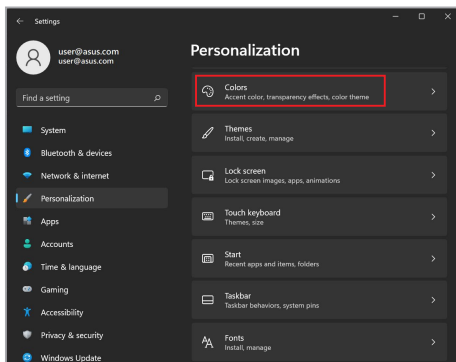 Settings
user@asus.com
user@asus.com
Find a setting
System
Bluetooth & devices
Network & internet
Personalization
Apps
Accounts
Time & language
Gaming
Accessibility
Privacy & security
Windows Update
Personalization
Colors
Accent color, transparency effects, color theme
Themes
Install, create, manage
Lock screen
Lock screen images, apps, animations
Touch keyboard
Themes, size
Start
Recent apps and items, folders
Taskbar
Taskbar behaviors, system pins
Fonts
Install, manage